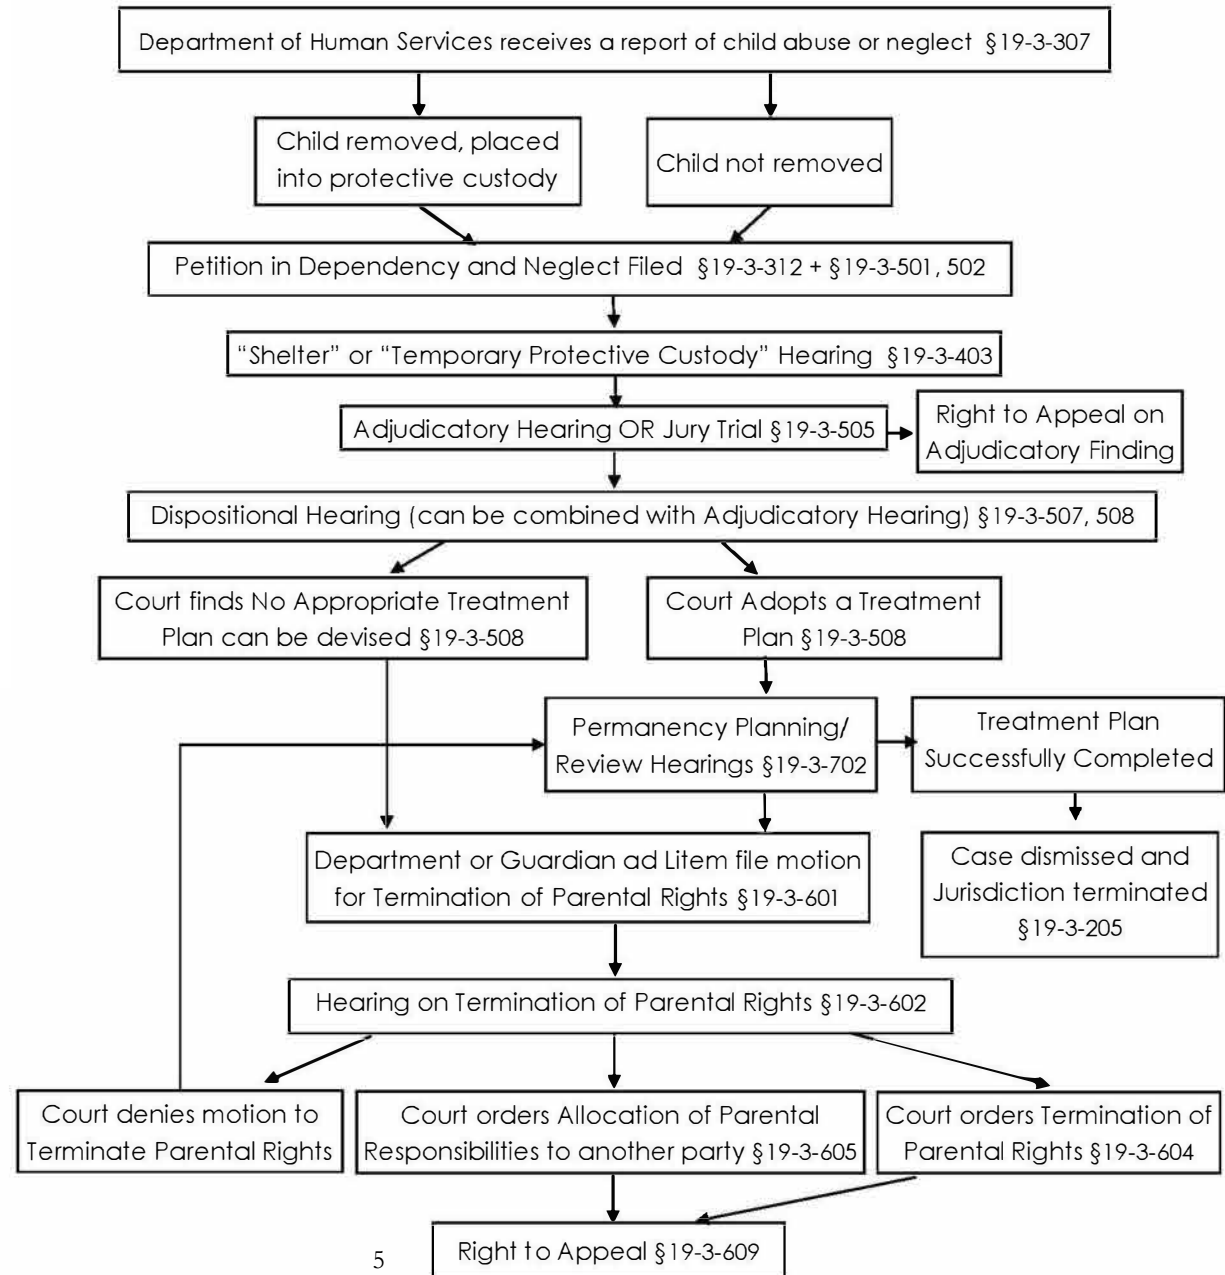 Department of Human Services receives a report of child abuse or neglect §19-3-307
Child removed, placed
into protective custody
Child not removed
Petition in Dependency and Neglect Filed §19-3-312 + §19-3-501, 502
“Shelter” or “Temporary Protective Custody” Hearing §19-3-403
Adjudicatory Hearing OR Jury Trial §19-3-505
Right to Appeal on
Adjudicatory Finding
Dispositional Hearing (can be combined with Adjudicatory Hearing) §19-3-507, 508
Court finds No Appropriate Treatment
Plan can be devised §19-3-508
Court Adopts a Treatment
Plan §19-3-508
Permanency Planning/
Review Hearings §19-3-702
Treatment Plan
Successfully Completed
Department or Guardian ad Litem file motion
for Termination of Parental Rights §19-3-601
Case dismissed and
Jurisdiction terminated
§19-3-205
Hearing on Termination of Parental Rights §19-3-602
Court denies motion to
Terminate Parental Rights
Court orders Allocation of Parental
Responsibilities to another party §19-3-605
Court orders Termination of
Parental Rights §19-3-604
Right to Appeal §19-3-609
5